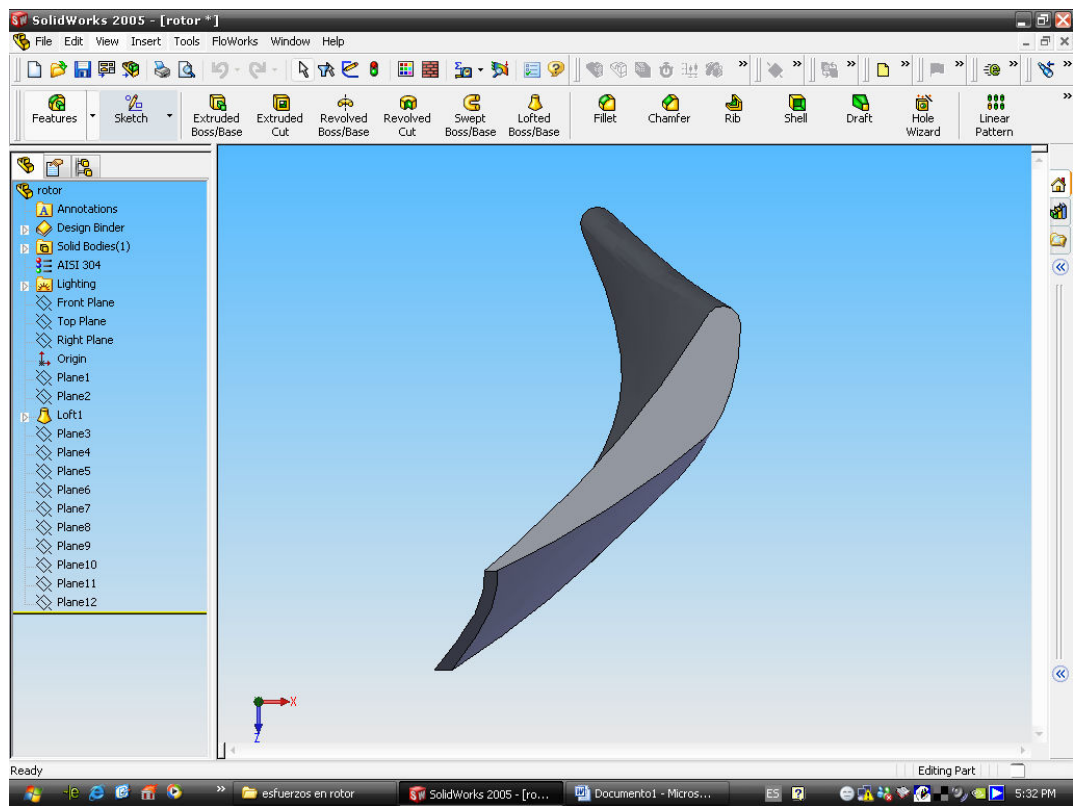 SolidWorks 2005 - [rotor *]
File Edit View Insert Tools FloWorks Window Help
Features Sketch Extruded Boss/Base Extruded Cut Revolved Boss/Base Revolved Cut Swept Boss/Base Lofted Boss/Base Fillet Chamfer Rib Shell Draft Hole Wizard Linear Pattern
rotor
A Annotations
Design Binder
Solid Bodies(1)
AISI 304
Lighting
Front Plane
Top Plane
Right Plane
Origin
Plane1
Plane2
Loft1
Plane3
Plane4
Plane5
Plane6
Plane7
Plane8
Plane9
Plane10
Plane11
Plane12
X
Z
Ready Editing Part
esfuerzos en rotor SolidWorks 2005 - [ro... Documento1 - Micros... ES 5:32 PM